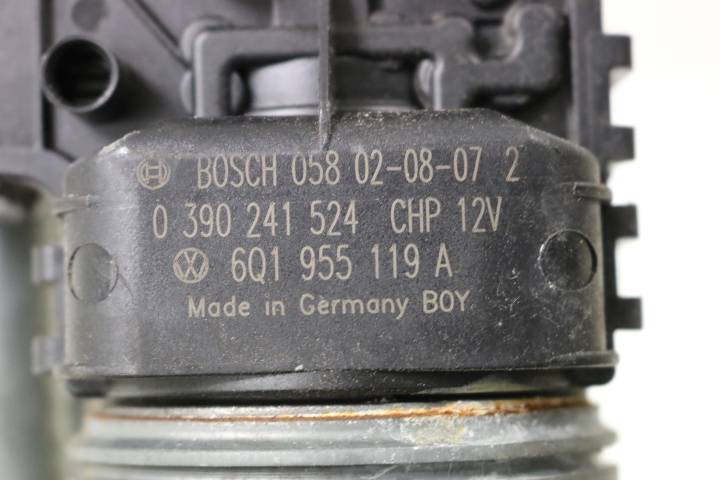 BOSCH 058 02-08-07 2
0 390 241 524 CHP 12V
6Q1 955 119 A
Made in Germany BOY